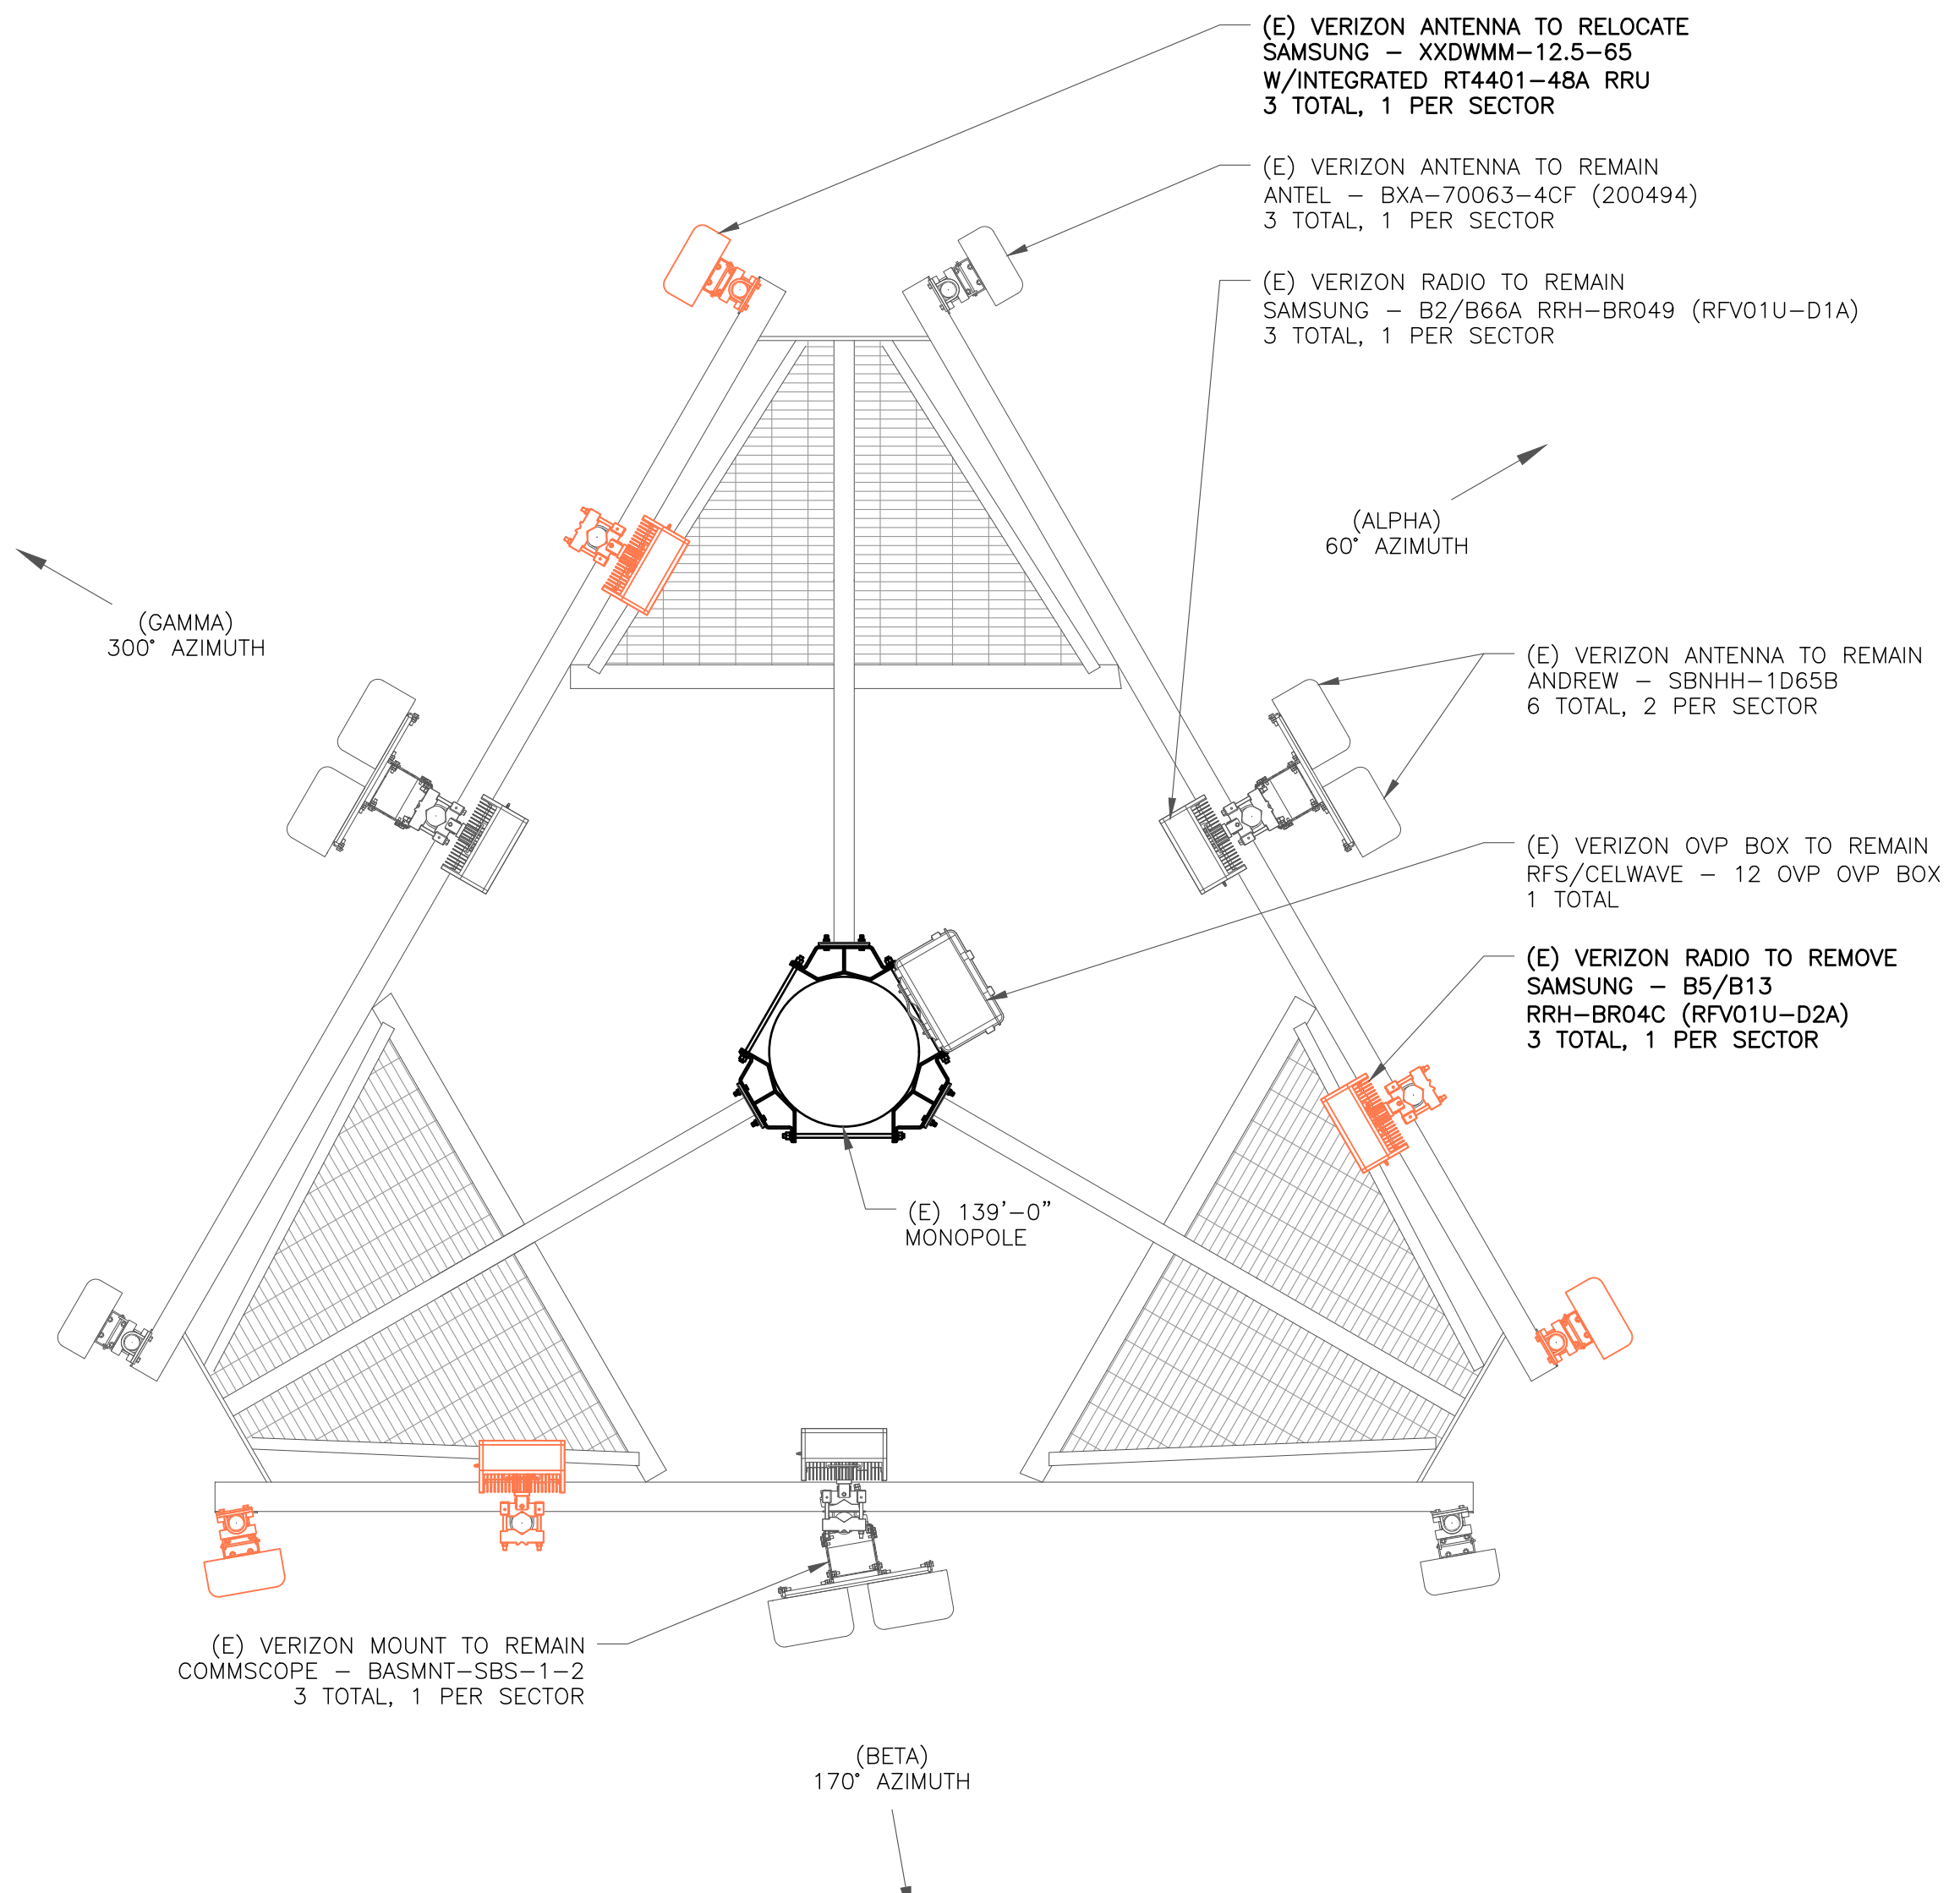 (E) VERIZON ANTENNA TO RELOCATE
SAMSUNG - XXDWMM-12.5-65
W/INTEGRATED RT4401-48A RRU
3 TOTAL, 1 PER SECTOR
(E) VERIZON ANTENNA TO REMAIN
ANTEL - BXA-70063-4CF (200494)
3 TOTAL, 1 PER SECTOR
(E) VERIZON RADIO TO REMAIN
SAMSUNG - B2/B66A RRH-BR049 (RFV01U-D1A)
3 TOTAL, 1 PER SECTOR
(ALPHA)
60° AZIMUTH
(GAMMA)
300° AZIMUTH
(E) VERIZON ANTENNA TO REMAIN
ANDREW - SBNHH-1D65B
6 TOTAL, 2 PER SECTOR
(E) VERIZON OVP BOX TO REMAIN
RFS/CELWAVE - 12 OVP OVP BOX
1 TOTAL
(E) VERIZON RADIO TO REMOVE
SAMSUNG - B5/B13
RRH-BR04C (RFV01U-D2A)
3 TOTAL, 1 PER SECTOR
(E) 139'-0"
MONOPOLE
(E) VERIZON MOUNT TO REMAIN
COMMSCOPE - BASMNT-SBS-1-2
3 TOTAL, 1 PER SECTOR
(BETA)
170° AZIMUTH